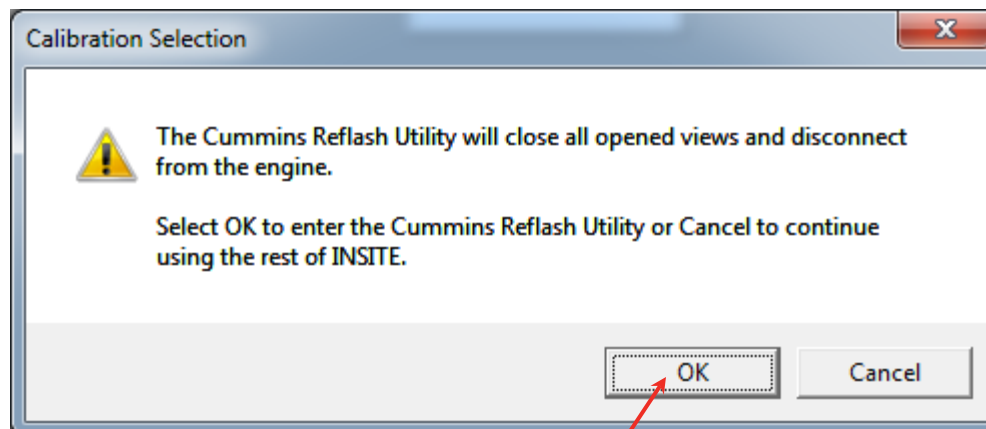 Calibration Selection
The Cummins Reflash Utility will close all opened views and disconnect
from the engine.
Select OK to enter the Cummins Reflash Utility or Cancel to continue
using the rest of INSITE.
OK
Cancel